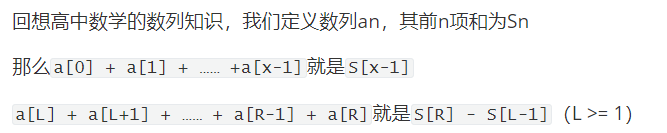 回想高中数学的数列知识，我们定义数列an，其前n项和为Sn
那么a[0] + a[1] + …… +a[x-1]就是S[x-1]
a[L] + a[L+1] + …… + a[R-1] + a[R]就是S[R] - S[L-1]（L >= 1）